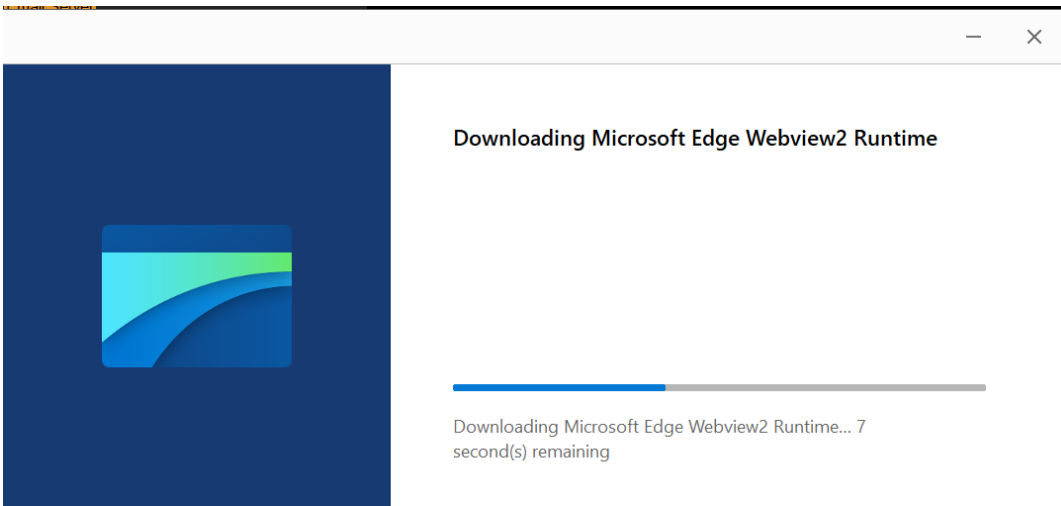 Downloading Microsoft Edge Webview2 Runtime
Downloading Microsoft Edge Webview2 Runtime... 7
second(s) remaining